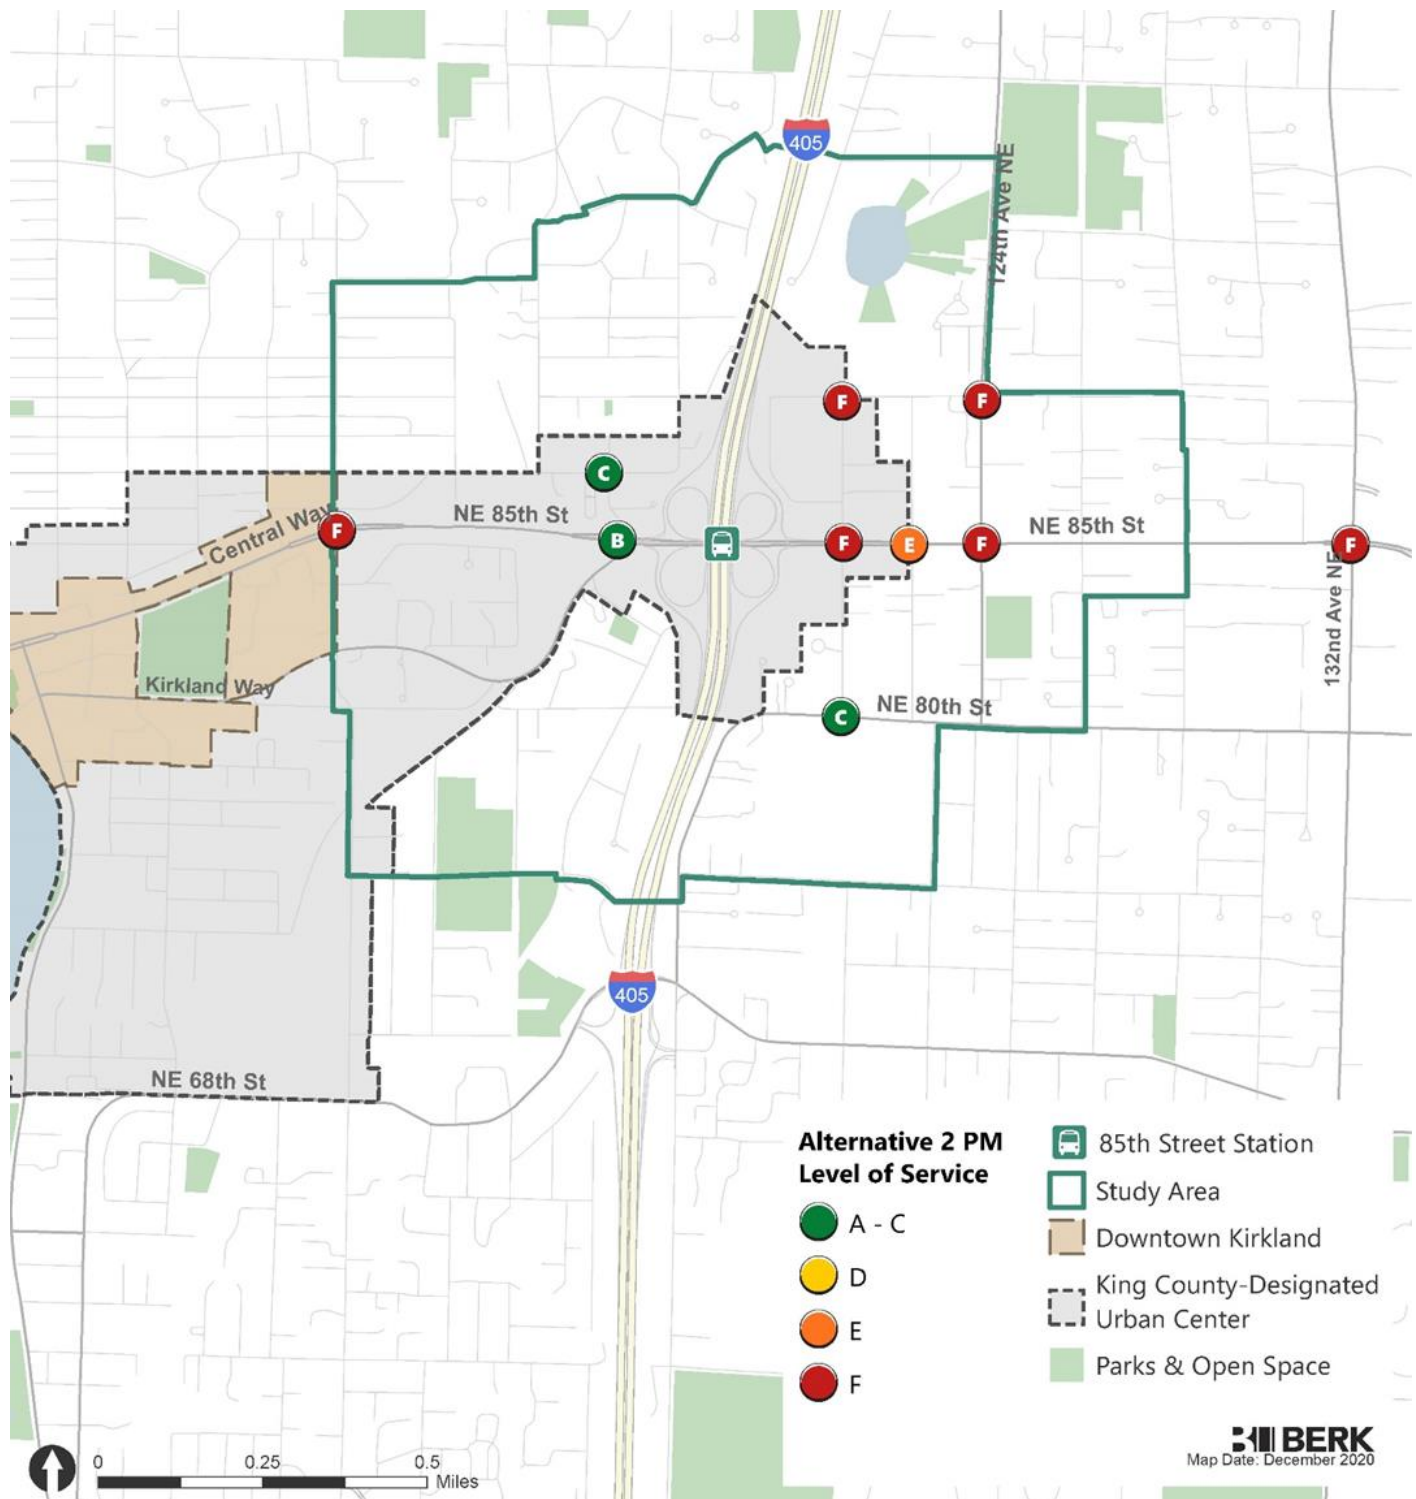 405
124th Ave NE
F
F
C
NE 85th St
B
F
E
F
NE 85th St
F
132nd Ave NE
Central Way
F
Kirkland Way
C
NE 80th St
405
NE 68th St
Alternative 2 PM
Level of Service
A - C
D
E
F
85th Street Station
Study Area
Downtown Kirkland
King County-Designated
Urban Center
Parks & Open Space
0 0.25 0.5
Miles
BERK
Map Date: December 2020